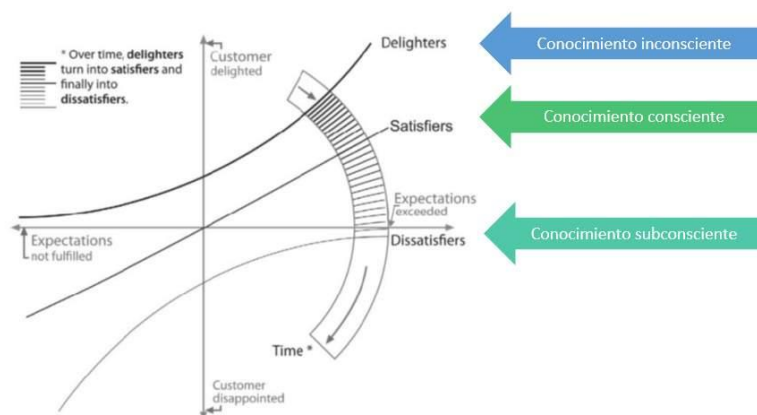 * Over time, delighters
turn into satisfiers and
finally into
dissatisfiers.
Customer
delighted
Delighters
Conocimiento inconsciente
Satisfiers
Conocimiento consciente
Expectations
exceeded
Expectations
not fulfilled
Dissatisfiers
Conocimiento subconsciente
Time *
Customer
disappointed